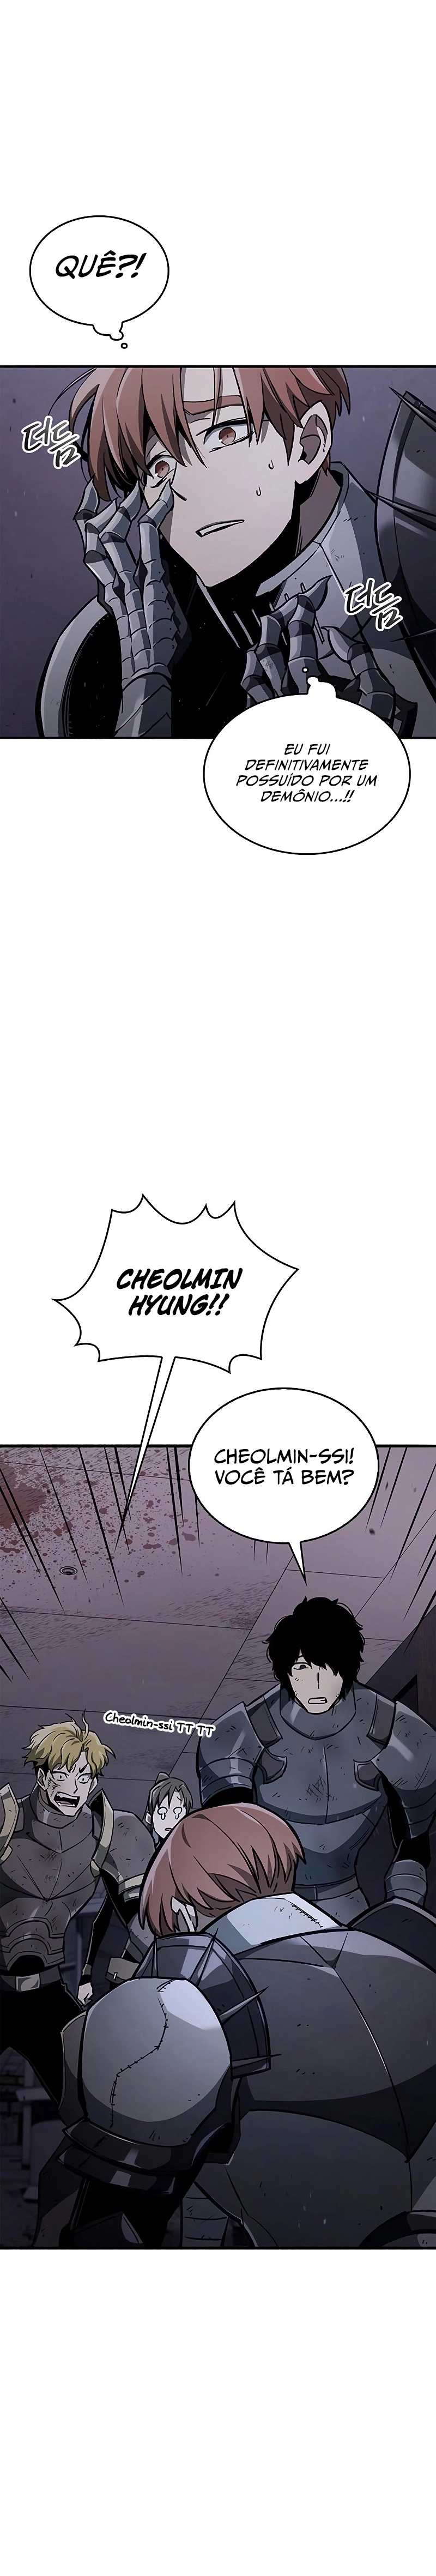 QUÊ?!
더듬
더듬
EU FUI
DEFINITIVAMENTE
POSSUÍDO POR UM
DEMÔNIO...!!
CHEOLMIN
HYUNG!!
CHEOLMIN-SSI!
VOCÊ TÁ BEM?
Cheolmin-ssi TT TT